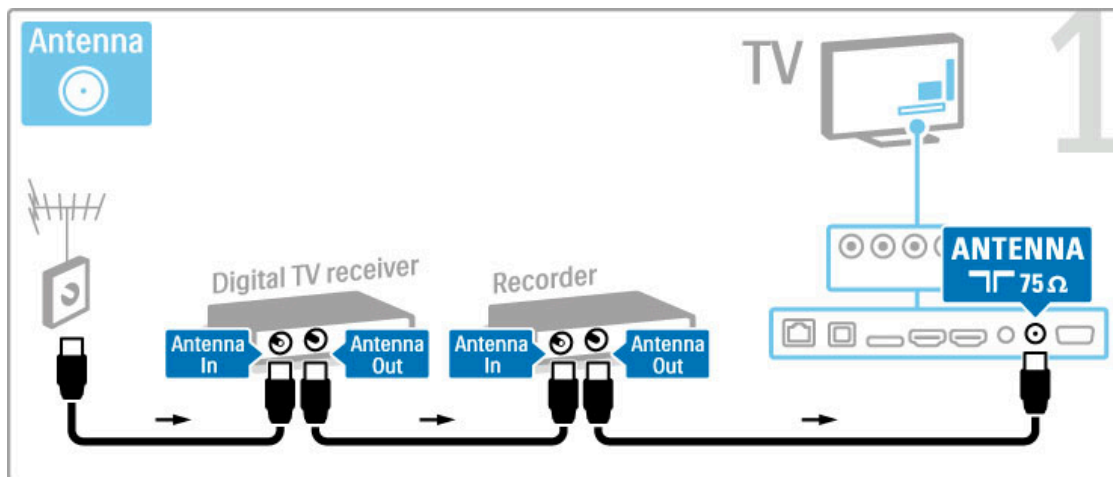 Antenna
TV
1
Digital TV receiver
Recorder
ANTENNA
75 Ω
Antenna
In
Antenna
Out
Antenna
In
Antenna
Out